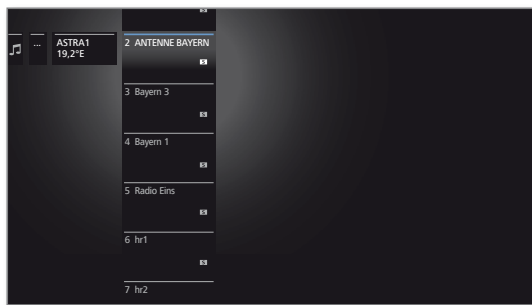 S
...
ASTRA1
19,2°E
2 ANTENNE BAYERN
S
3 Bayern 3
S
4 Bayern 1
S
5 Radio Eins
S
6 hr1
S
7 hr2